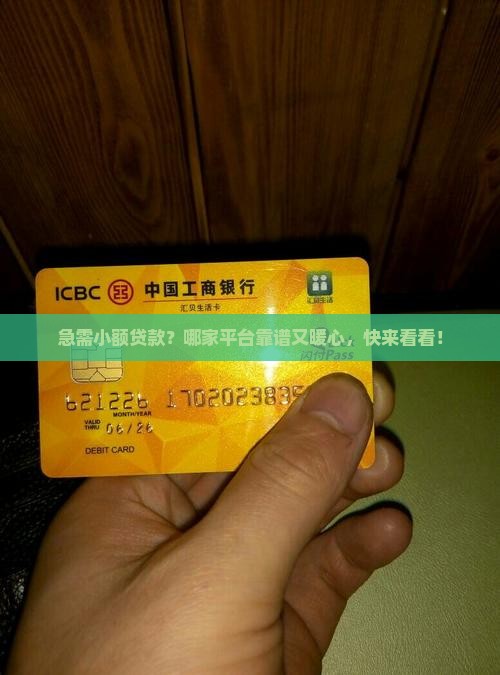 ICBC 中国工商银行
汇贝生活卡
汇贝生活
急需小额贷款？哪家平台靠谱又暖心，快来看看！
闪付Pass
621226 170202383
MONTH/YEAR
VALID
THRU 06/26
DEBIT CARD